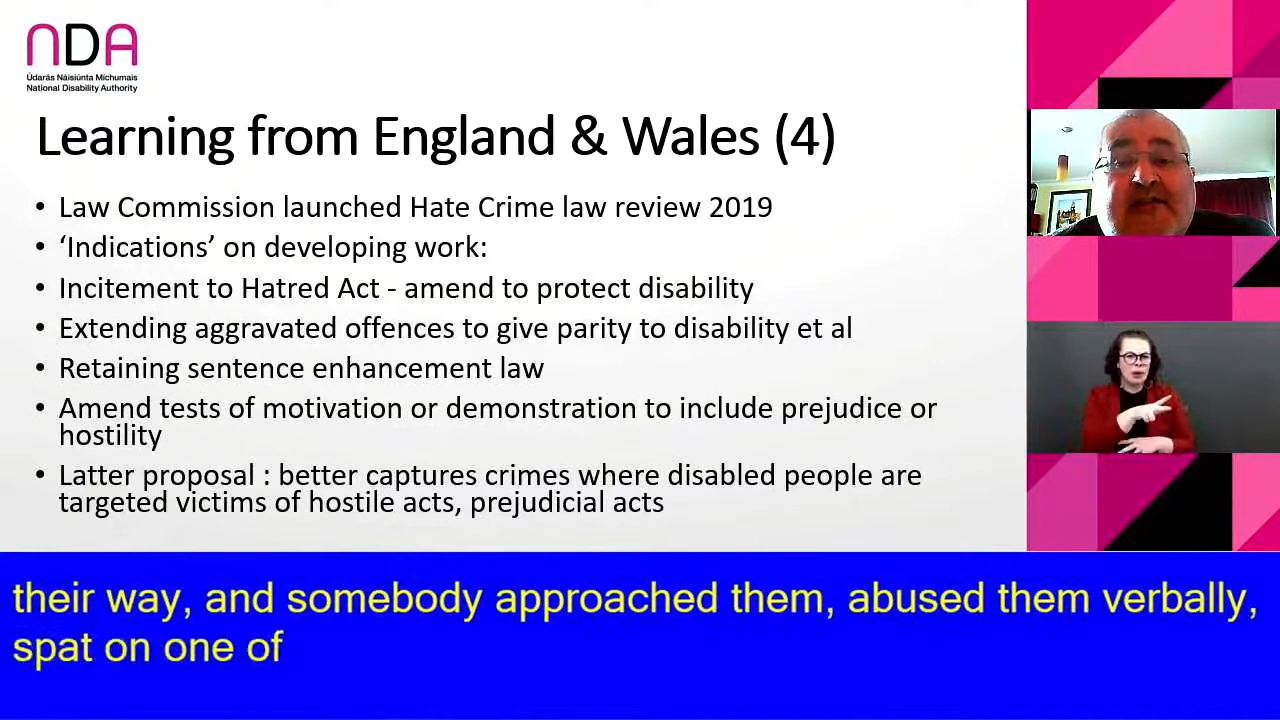 NDA
Údarás Náisiúnta Míchumais
National Disability Authority
Learning from England & Wales (4)
• Law Commission launched Hate Crime law review 2019
• ‘Indications’ on developing work:
• Incitement to Hatred Act - amend to protect disability
• Extending aggravated offences to give parity to disability et al
• Retaining sentence enhancement law
• Amend tests of motivation or demonstration to include prejudice or
hostility
• Latter proposal : better captures crimes where disabled people are
targeted victims of hostile acts, prejudicial acts
their way, and somebody approached them, abused them verbally,
spat on one of